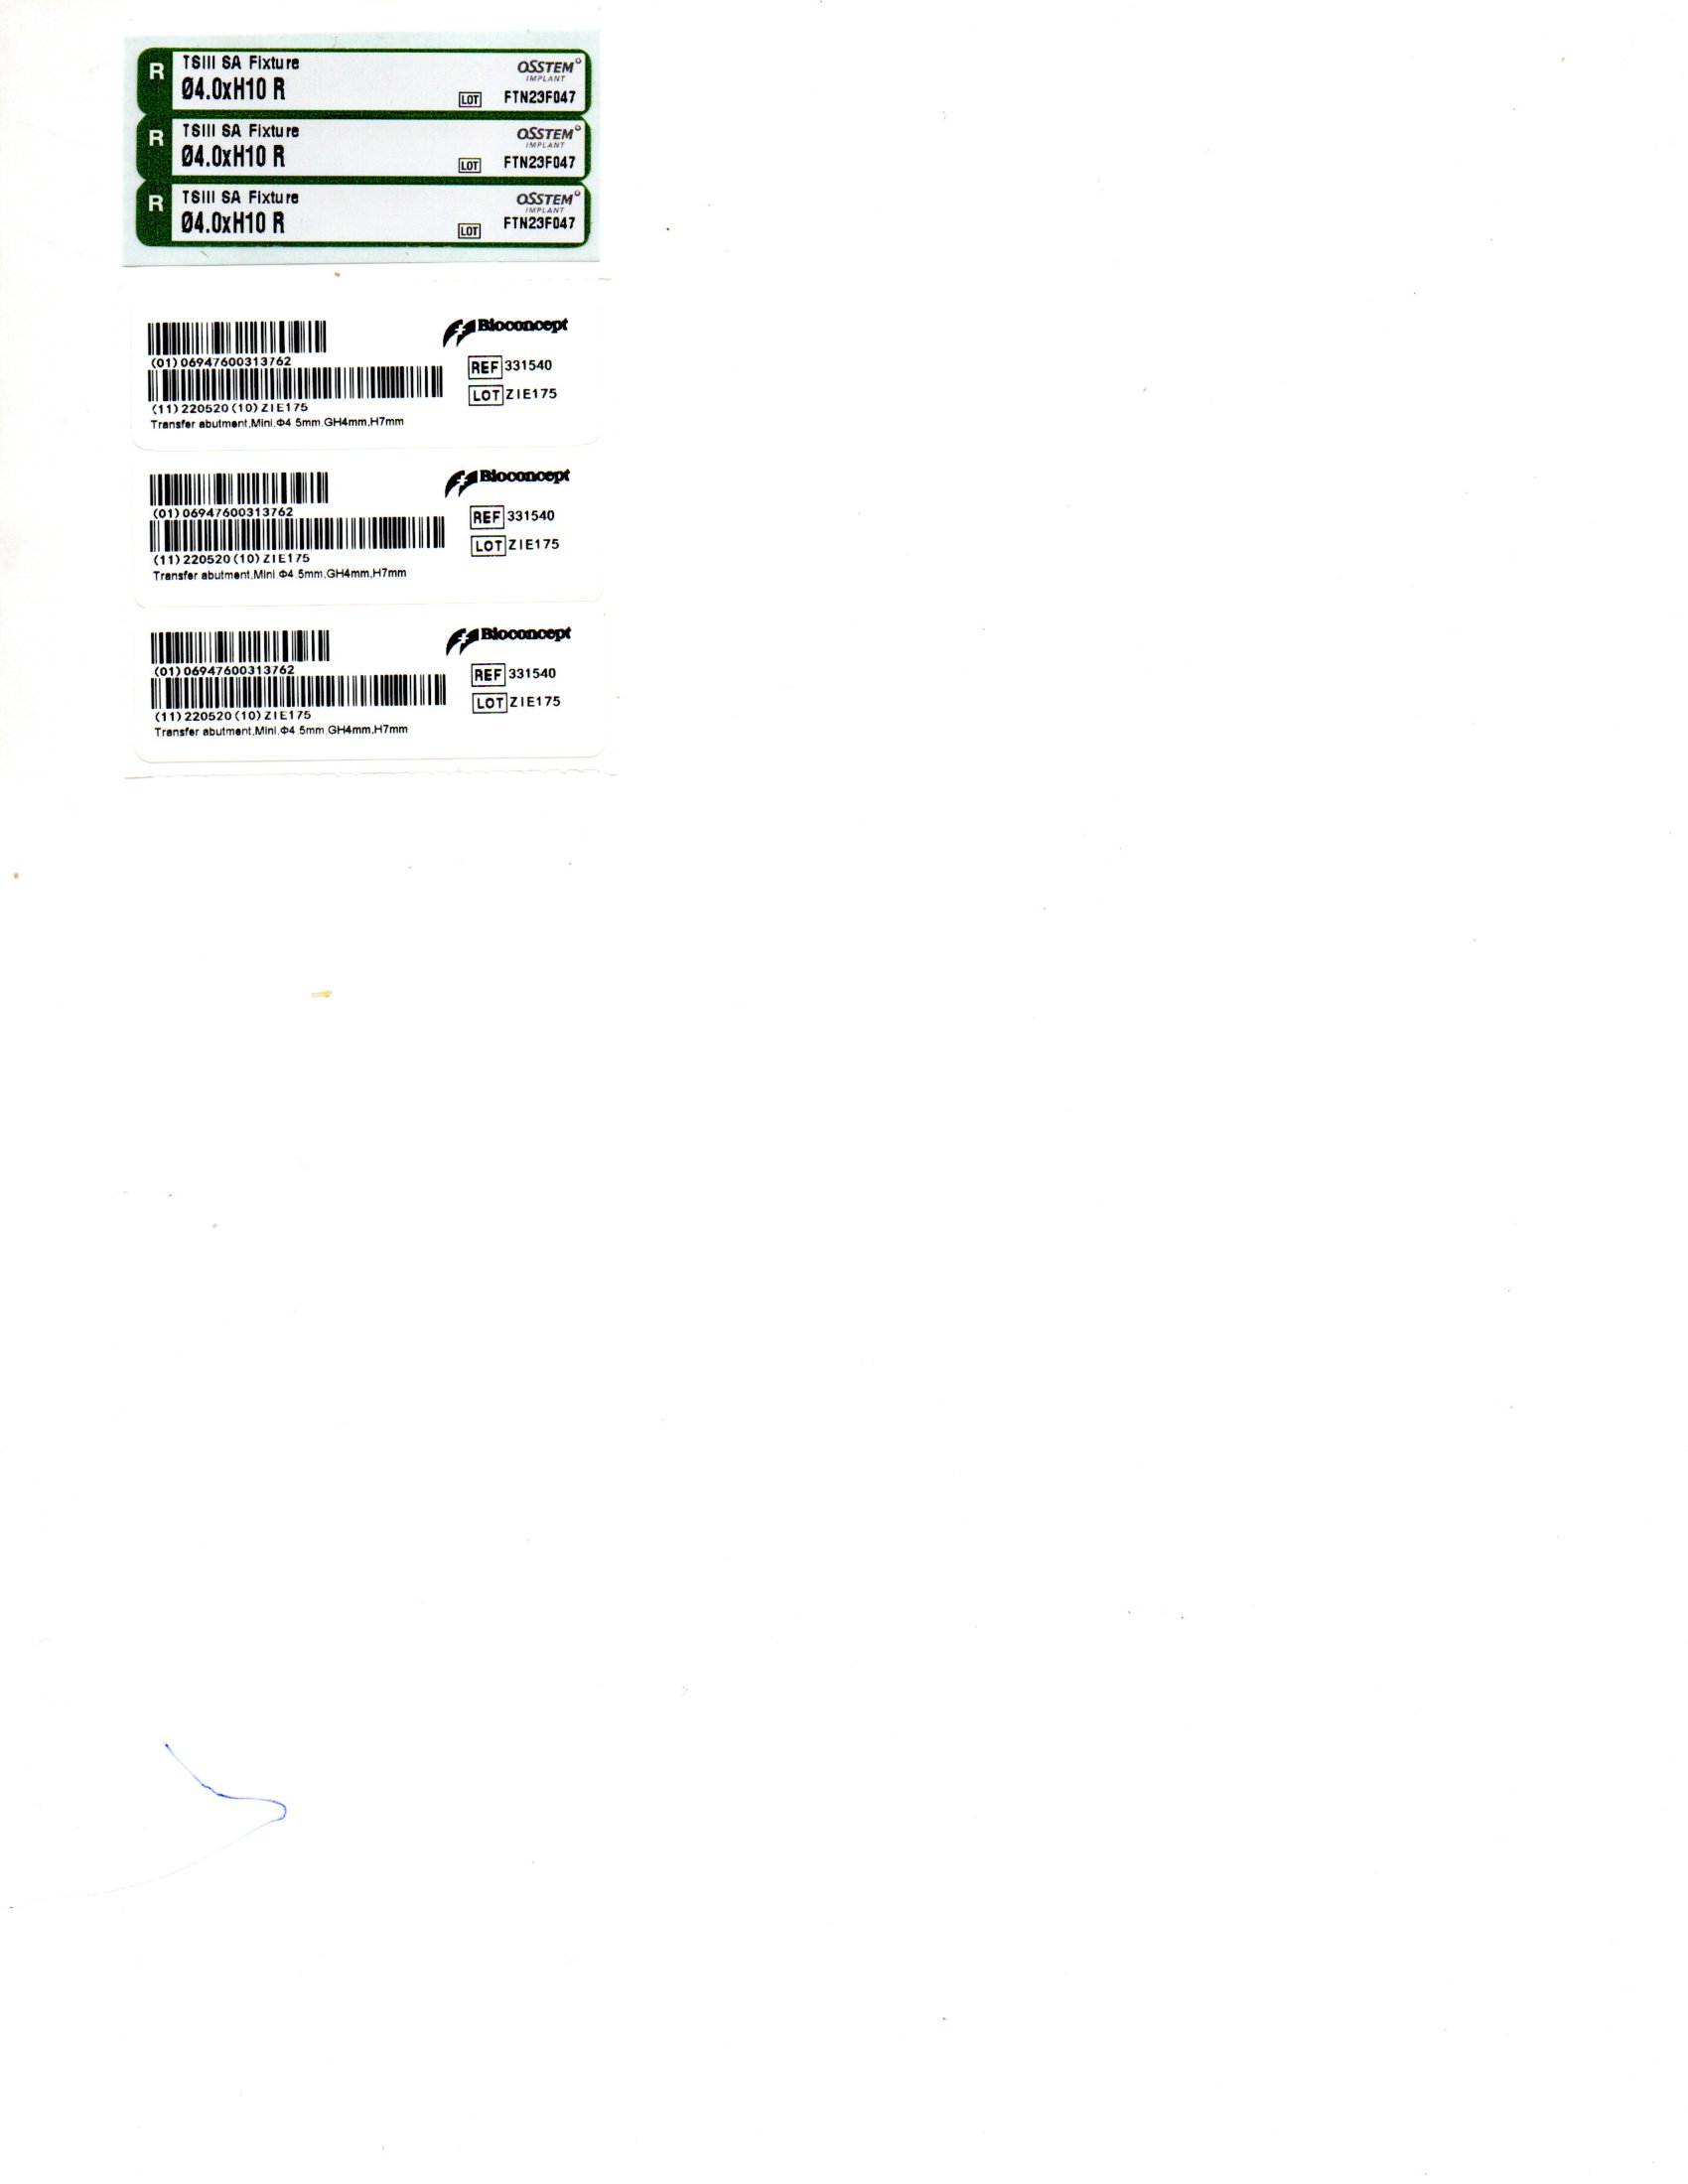 R
TSIII SA Fixture
Ø4.0xH10 R
OSSTEM
IMPLANT
LOT FTN23F047
R
TSIII SA Fixture
Ø4.0xH10 R
OSSTEM
IMPLANT
LOT FTN23F047
R
TSIII SA Fixture
Ø4.0xH10 R
OSSTEM
IMPLANT
LOT FTN23F047
Bioconcept
(01)06947600313762
REF 331540
(11)220520(10)ZIE175
LOT ZIE175
Transfer abutment,Mini,Φ4.5mm,GH4mm,H7mm
Bioconcept
(01)06947600313762
REF 331540
(11)220520(10)ZIE175
LOT ZIE175
Transfer abutment,Mini,Φ4.5mm,GH4mm,H7mm
Bioconcept
(01)06947600313762
REF 331540
(11)220520(10)ZIE175
LOT ZIE175
Transfer abutment,Mini,Φ4.5mm,GH4mm,H7mm